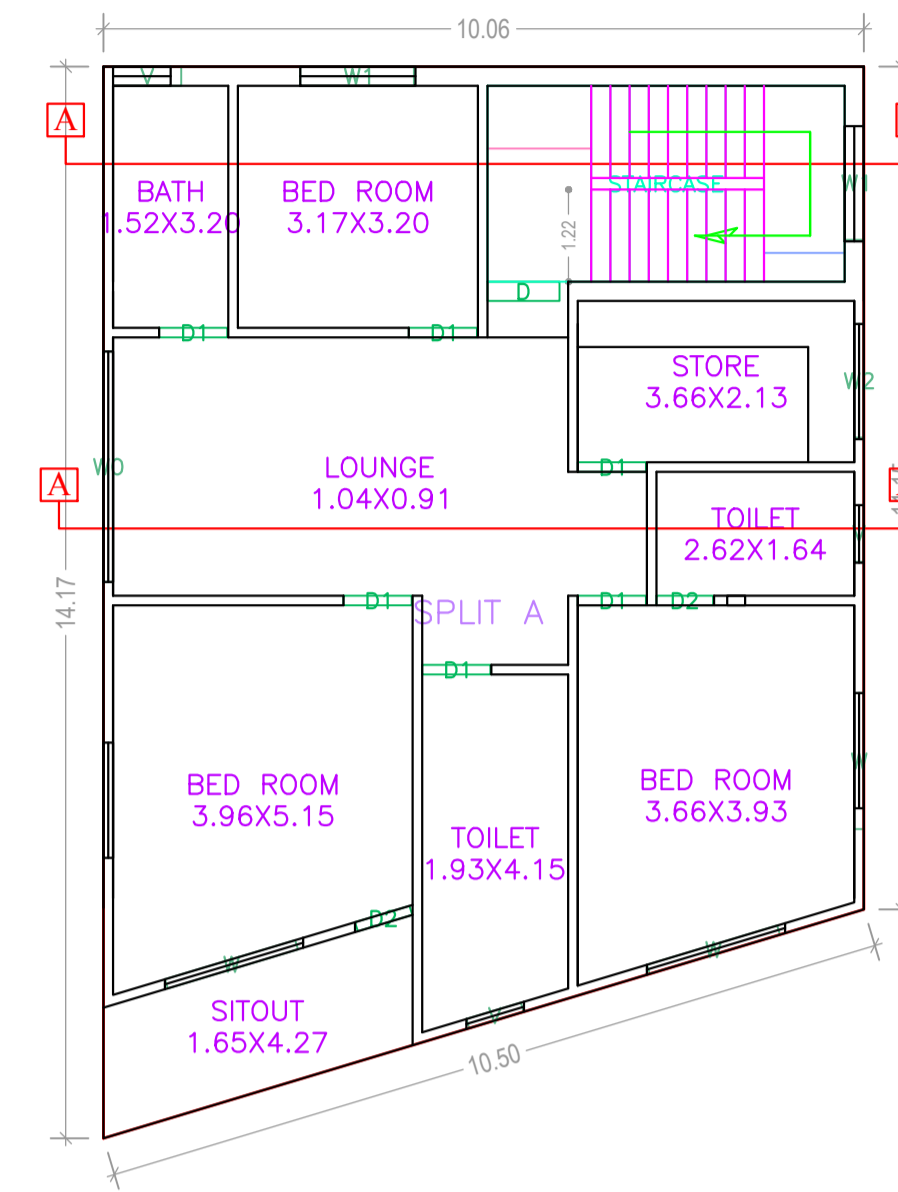 10.06
V
W1
A
BATH
1.52X3.20
BED ROOM
3.17X3.20
STAIRCASE
W1
1.22
D
D1
D1
STORE
3.66X2.13
W2
W0
LOUNGE
1.04X0.91
D1
A
TOILET
2.62X1.64
V
14.17
D1
SPLIT A
D1
D2
D1
BED ROOM
3.96X5.15
BED ROOM
3.66X3.93
W
TOILET
1.93X4.15
D2
W
W
SITOUT
1.65X4.27
V
10.50